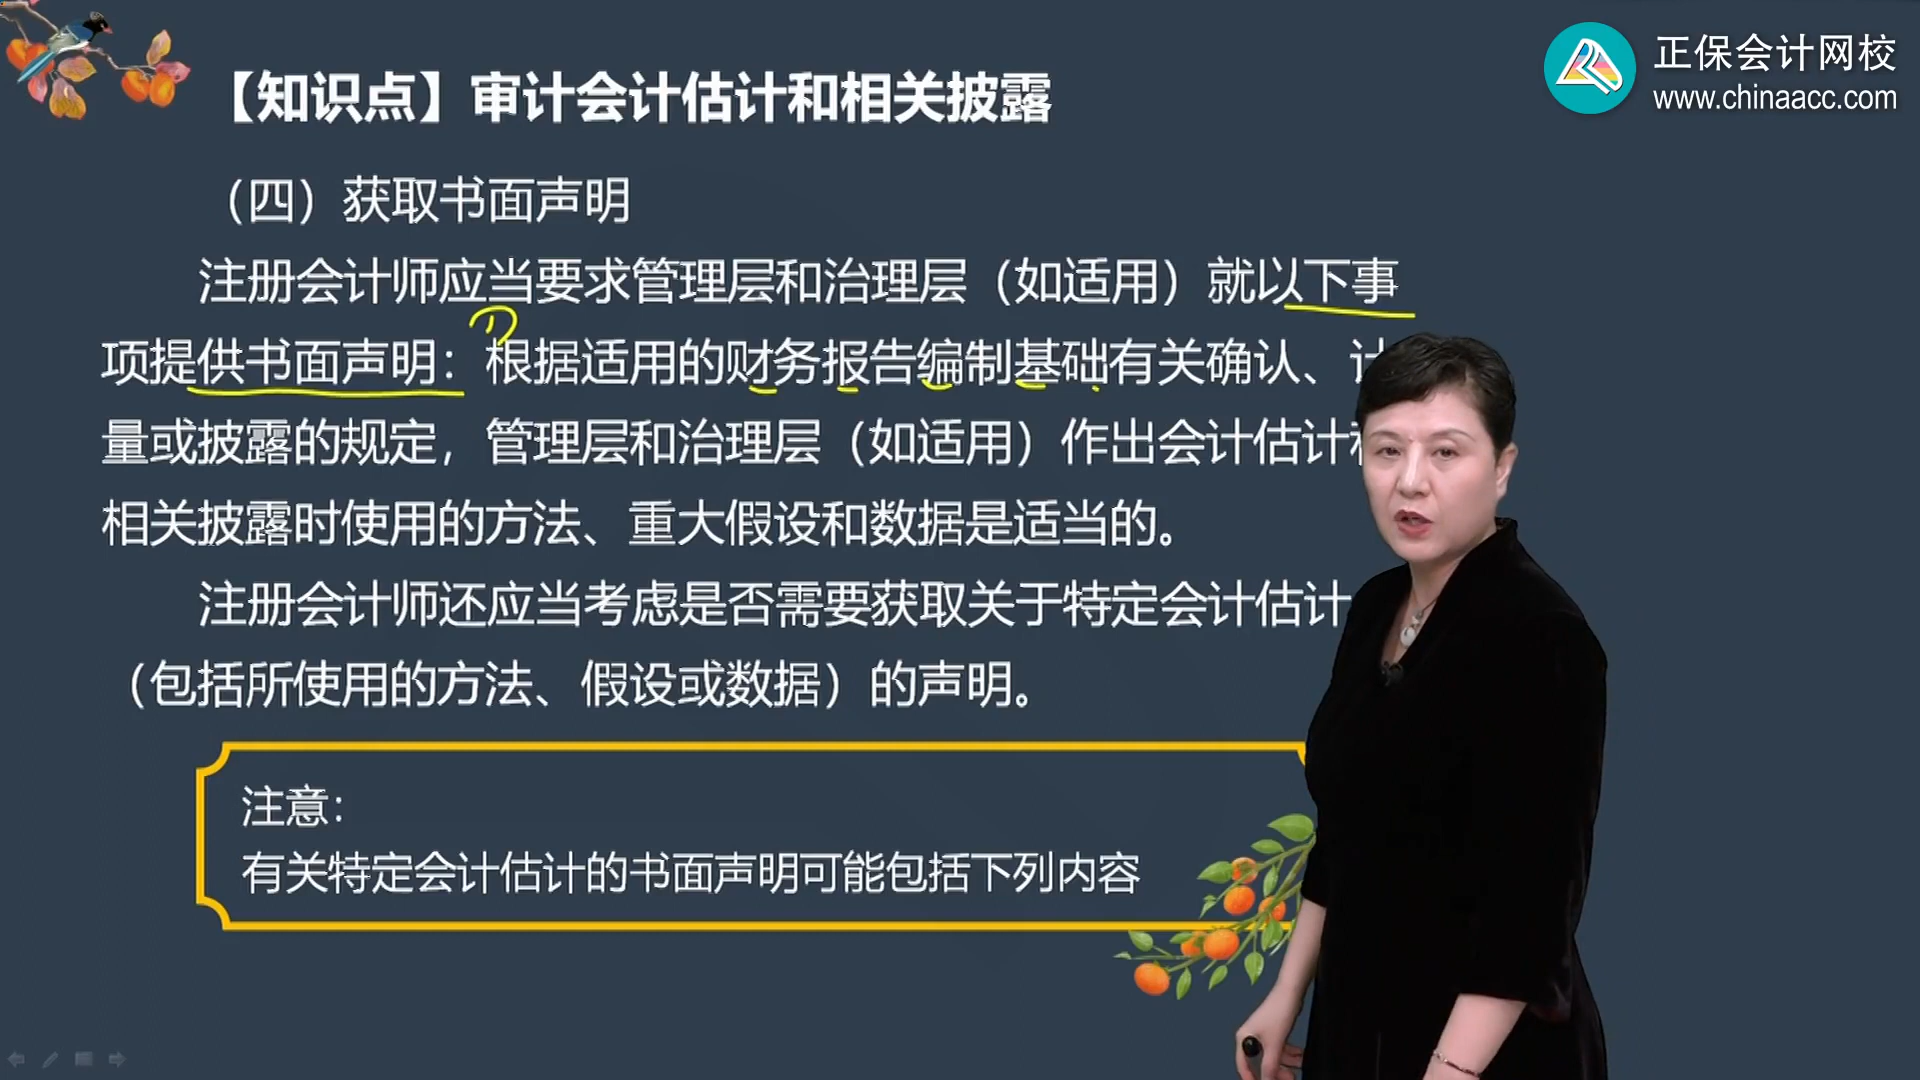 正保会计网校
www.chinaacc.com
【知识点】审计会计估计和相关披露
（四）获取书面声明
注册会计师应当要求管理层和治理层（如适用）就以下事
项提供书面声明：根据适用的财务报告编制基础有关确认、计
量或披露的规定，管理层和治理层（如适用）作出会计估计和
相关披露时使用的方法、重大假设和数据是适当的。
注册会计师还应当考虑是否需要获取关于特定会计估计
（包括所使用的方法、假设或数据）的声明。
注意：
有关特定会计估计的书面声明可能包括下列内容